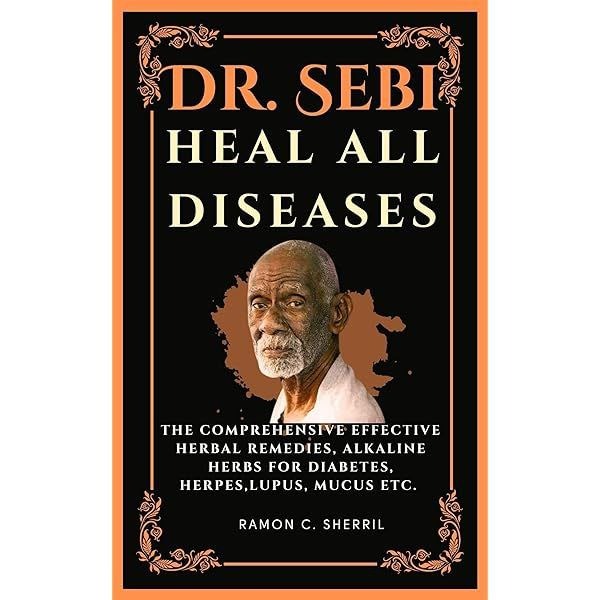 DR. SEBI
HEAL ALL
DISEASES
THE COMPREHENSIVE EFFECTIVE
HERBAL REMEDIES, ALKALINE
HERBS FOR DIABETES,
HERPES,LUPUS, MUCUS ETC.
RAMON C. SHERRIL